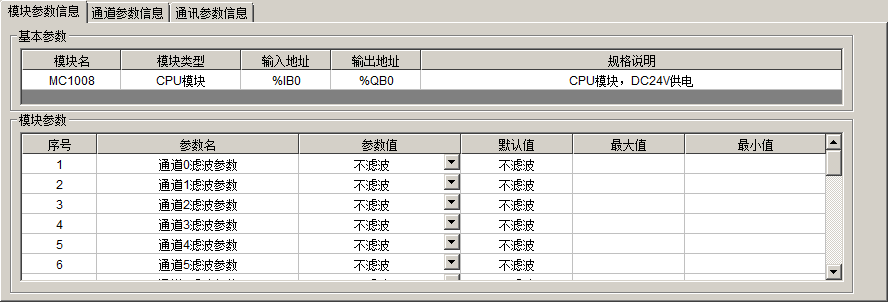 模块参数信息 通道参数信息 通讯参数信息
基本参数
模块名 模块类型 输入地址 输出地址 规格说明
MC1008 CPU模块 %IB0 %QB0 CPU模块，DC24V供电
模块参数
序号 参数名 参数值 默认值 最大值 最小值
1 通道0滤波参数 不滤波 不滤波
2 通道1滤波参数 不滤波 不滤波
3 通道2滤波参数 不滤波 不滤波
4 通道3滤波参数 不滤波 不滤波
5 通道4滤波参数 不滤波 不滤波
6 通道5滤波参数 不滤波 不滤波